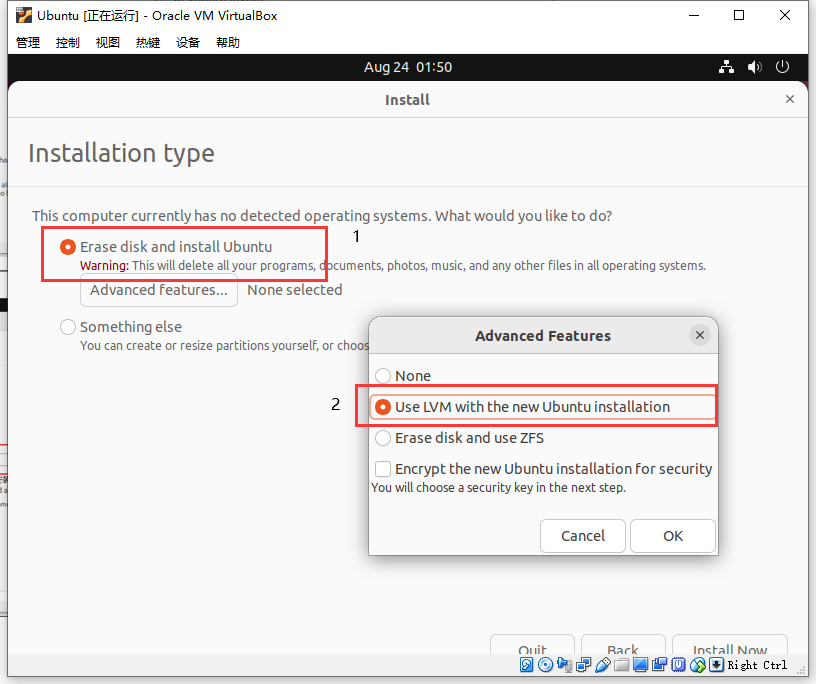 Ubuntu [正在运行] - Oracle VM VirtualBox
管理 控制 视图 热键 设备 帮助
Aug 24 01:50
Install
Installation type
This computer currently has no detected operating systems. What would you like to do?
1
Erase disk and install Ubuntu
Warning: This will delete all your programs, documents, photos, music, and any other files in all operating systems.
Advanced features... None selected
Something else
You can create or resize partitions yourself, or choos
Advanced Features
None
2
Use LVM with the new Ubuntu installation
Erase disk and use ZFS
Encrypt the new Ubuntu installation for security
You will choose a security key in the next step.
Cancel OK
Quit Back Install Now
Right Ctrl